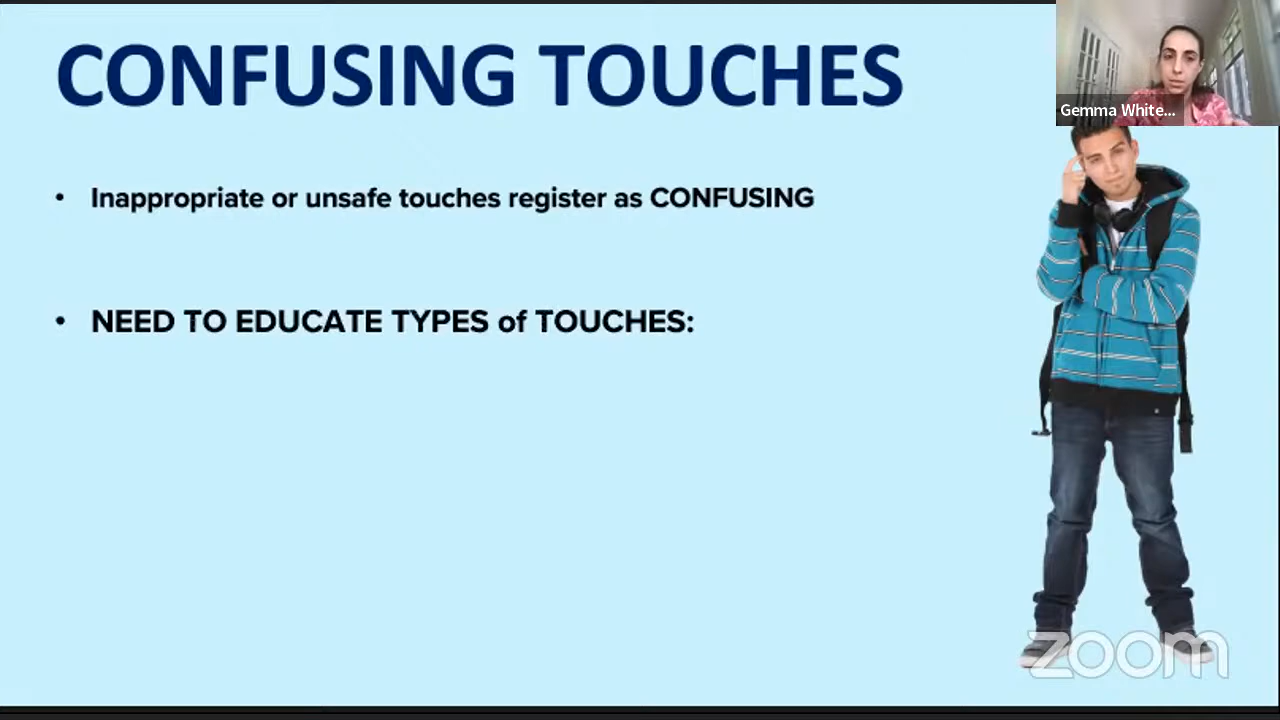 CONFUSING TOUCHES
Gemma White...
• Inappropriate or unsafe touches register as CONFUSING
• NEED TO EDUCATE TYPES of TOUCHES:
zoom